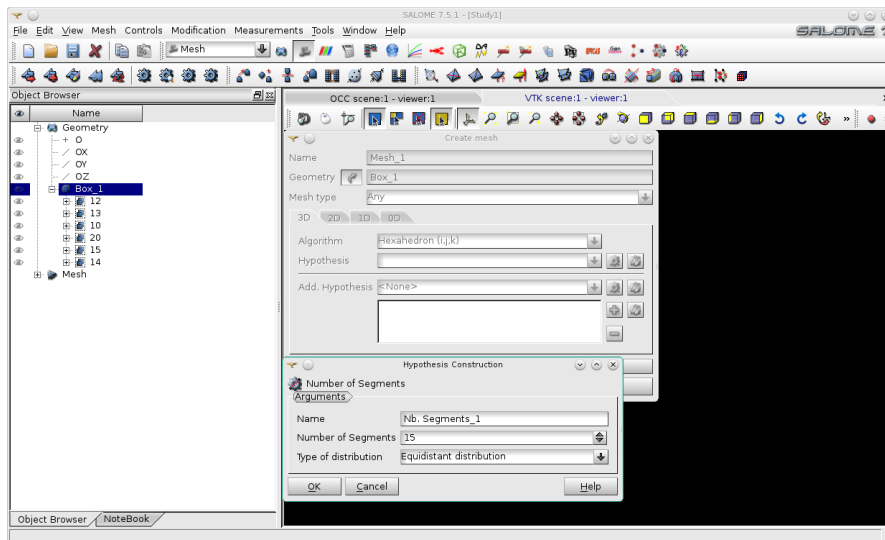 SALOME 7.5.1 - [Study1]
File Edit View Mesh Controls Modification Measurements Tools Window Help
SALOME 7
Mesh
Object Browser
OCC scene:1 - viewer:1 VTK scene:1 - viewer:1
Name
Geometry
O
OX
OY
OZ
Box_1
12
13
10
20
15
14
Mesh
Create mesh
Name Mesh_1
Geometry Box_1
Mesh type Any
3D 2D 1D 0D
Algorithm Hexahedron (i,j,k)
Hypothesis
Add. Hypothesis <None>
Hypothesis Construction
Number of Segments
Arguments
Name Nb. Segments_1
Number of Segments 15
Type of distribution Equidistant distribution
OK Cancel Help
Object Browser NoteBook